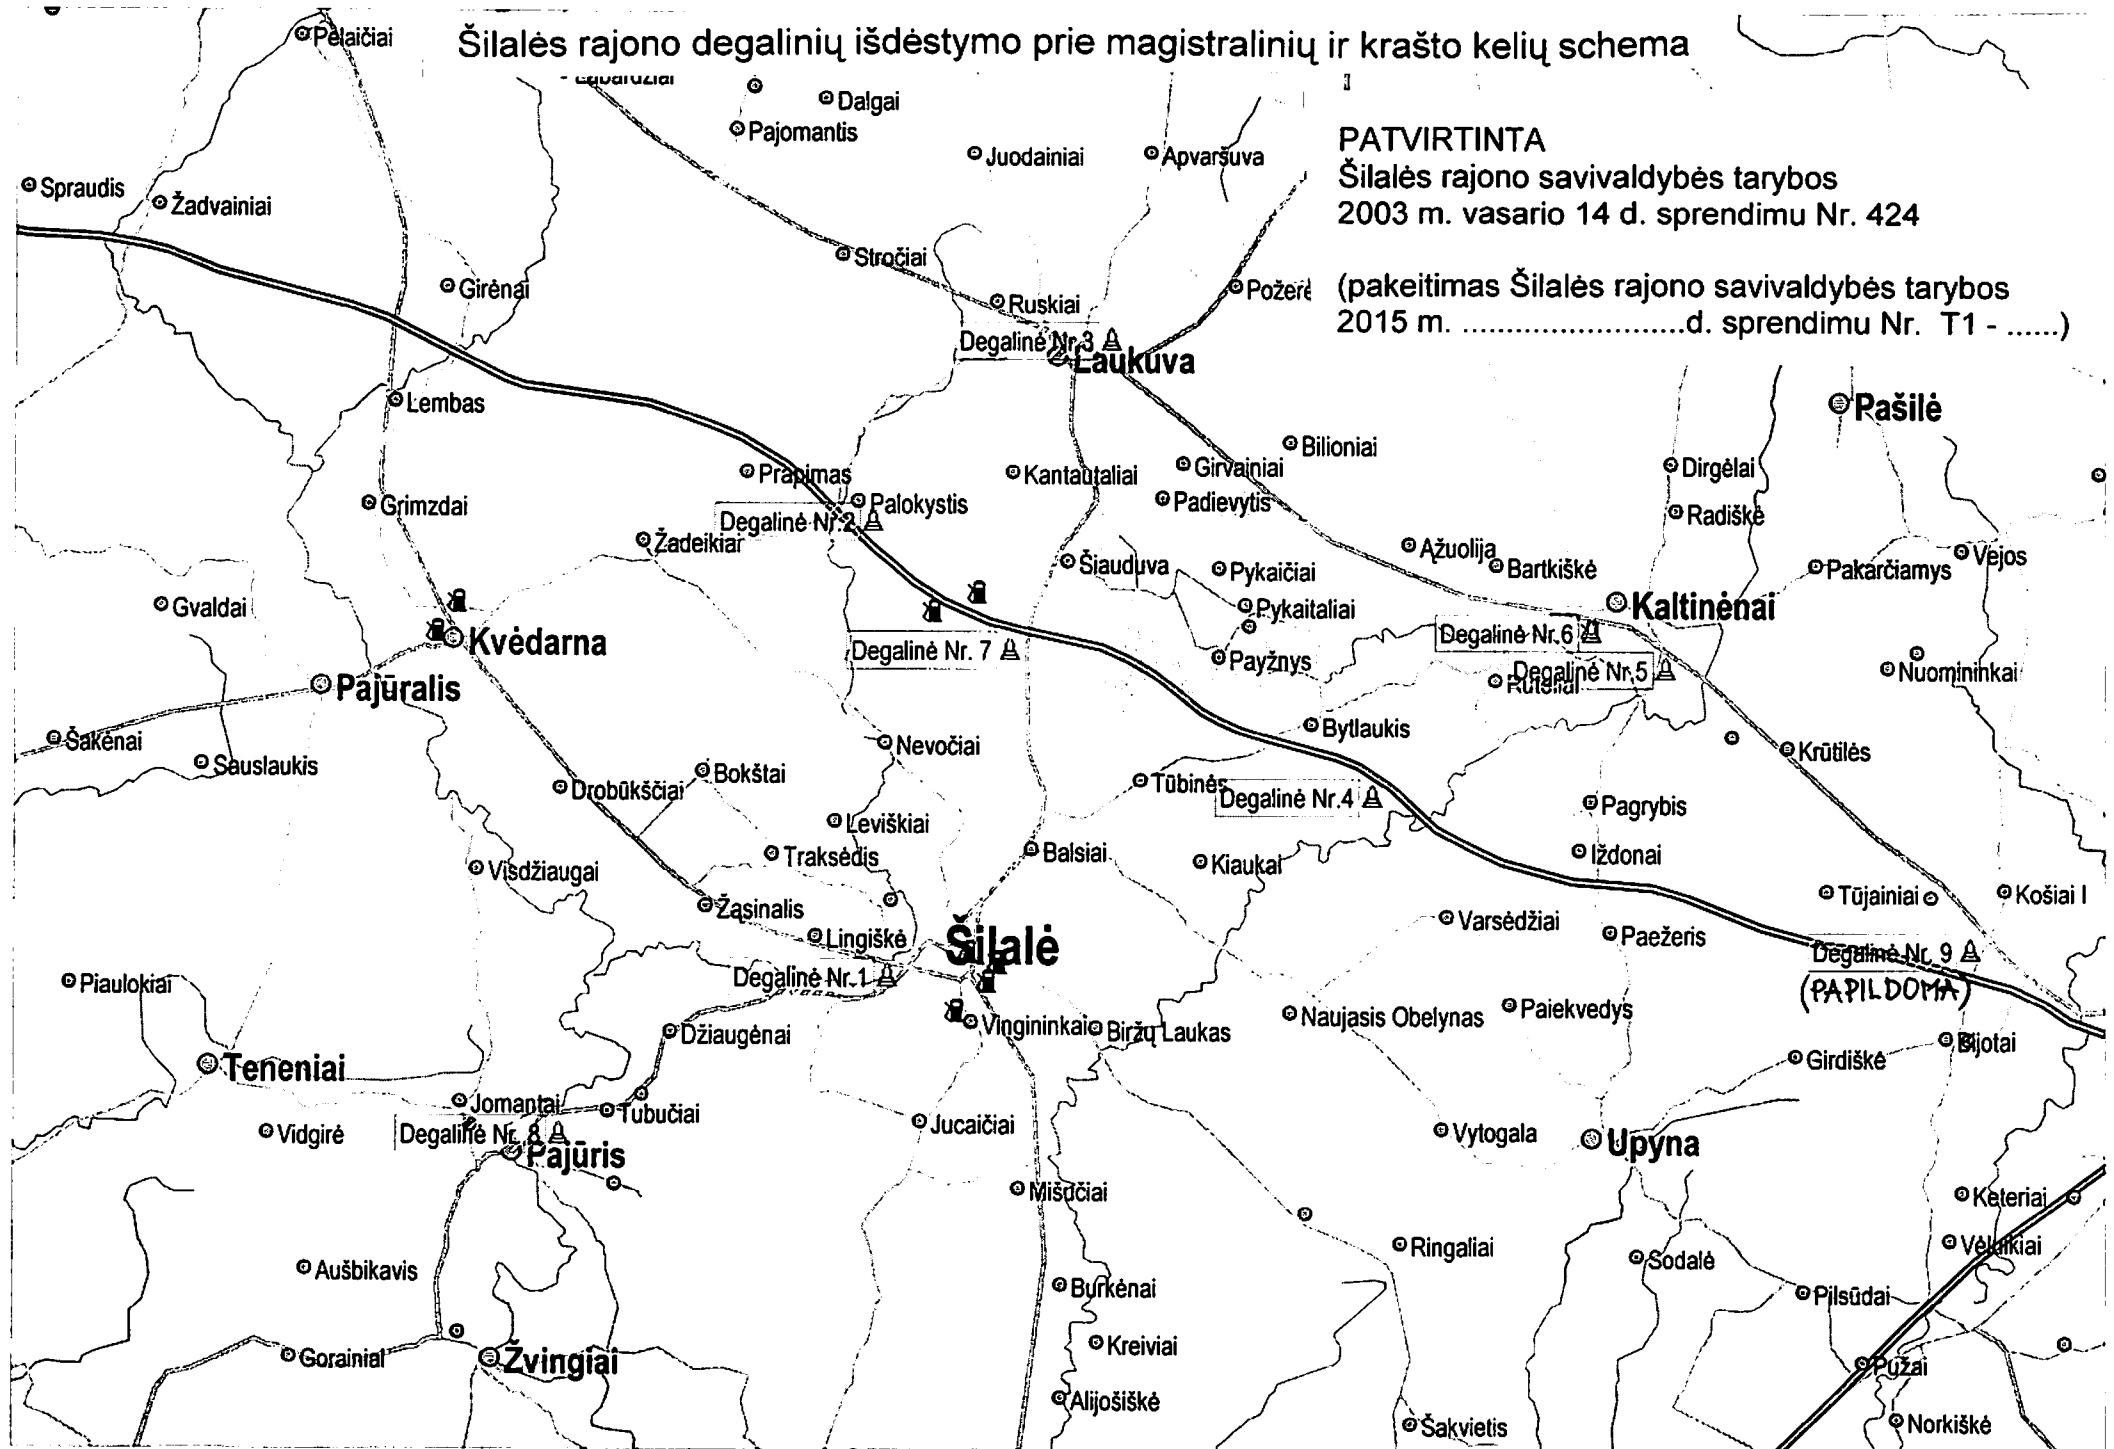 Šilalės rajono degalinių išdėstymo prie magistralinių ir krašto kelių schema
PATVIRTINTA
Šilalės rajono savivaldybės tarybos
2003 m. vasario 14 d. sprendimu Nr. 424
(pakeitimas Šilalės rajono savivaldybės tarybos
2015 m. ........................d. sprendimu Nr. T1 - ......)
Pelaičiai
Dalgai
Pajomantis
Juodainiai
Apvaršuva
Spraudis
Žadvainiai
Stročiai
Girėnai
Ruskiai
Požerė
Degalinė Nr.3
Laukuva
Lembas
Pašilė
Bilioniai
Prapimas
Kantautaliai
Girvainiai
Dirgėlai
Grimzdai
Palokystis
Padievytis
Radiškė
Degalinė Nr.2
Žadeikiai
Šiauduva
Pykaičiai
Ąžuolija
Bartkiškė
Pakarčiamys
Vejos
Gvaldai
Pykaitaliai
Kaltinėnai
Kvėdarna
Degalinė Nr. 7
Degalinė Nr.6
Payžnys
Degalinė Nr.5
Nuomininkai
Pajūralis
Šakėnai
Bytlaukis
Nevočiai
Krūtilės
Sauslaukis
Bokštai
Drobūkščiai
Tūbinės
Degalinė Nr.4
Pagrybis
Leviškiai
Traksėdis
Balsiai
Kiaukai
Iždonai
Visdžiaugai
Tūjainiai
Košiai I
Žąsinalis
Varsėdžiai
Lingiškė
Šilalė
Paežeris
Degalinė Nr. 9
(PAPILDOMA)
Degalinė Nr.1
Piaulokiai
Naujasis Obelynas
Paiekvedys
Džiaugėnai
Vingininkai
Biržų Laukas
Bijotai
Girdiškė
Teneniai
Jomantai
Tubučiai
Vidgirė
Degalinė Nr. 8
Jucaičiai
Vytogala
Upyna
Pajūris
Mišučiai
Keteriai
Aušbikavis
Ringaliai
Sodalė
Burkėnai
Pilsūdai
Gorainiai
Žvingiai
Kreiviai
Pūžai
Alijošiškė
Šakvietis
Norkiškė